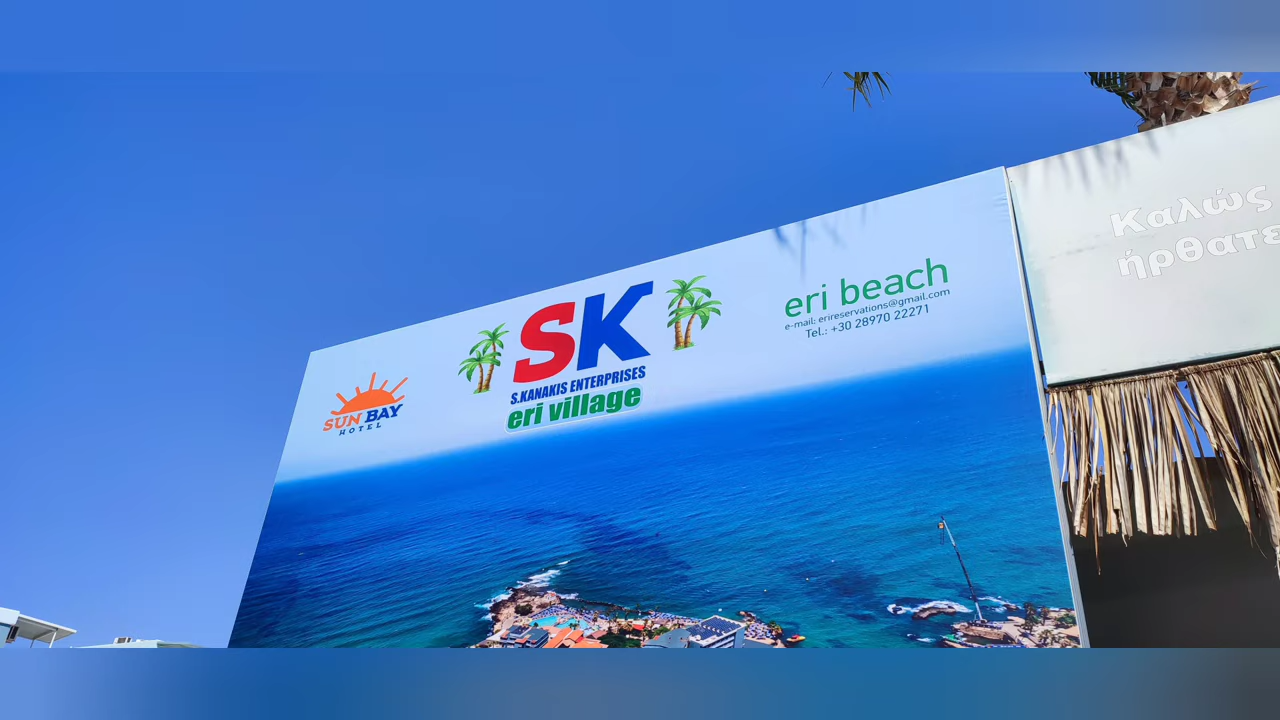 SUN BAY
HOTEL
SK
S.KANAKIS ENTERPRISES
eri village
eri beach
e-mail: erireservations@gmail.com
Tel.: +30 28970 22271
Καλώς
ήρθατε